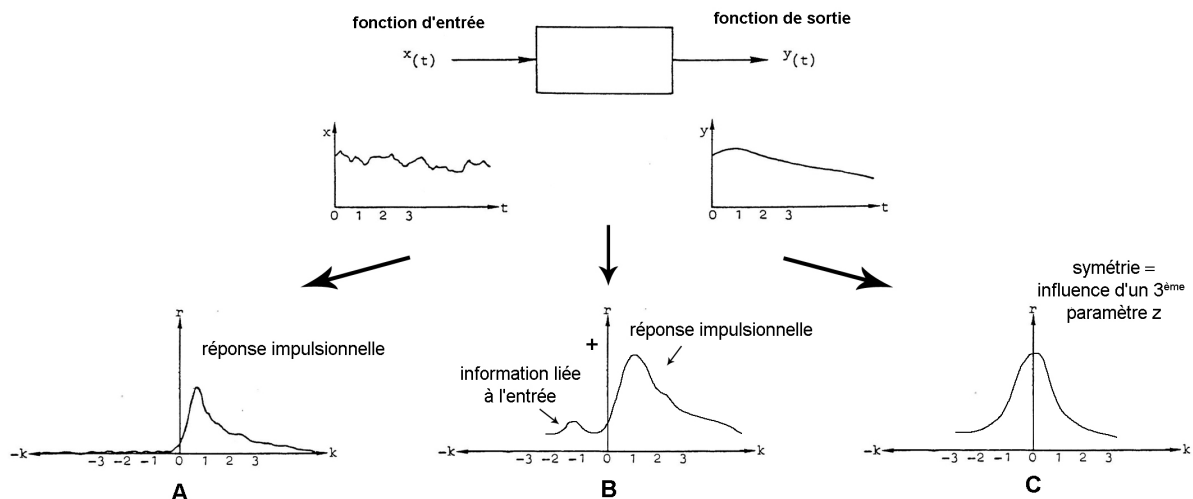 fonction d'entrée
fonction de sortie
x(t)
y(t)
x
0 1 2 3
t
y
0 1 2 3
t
r
réponse impulsionnelle
-k
-3 -2 -1 0 1 2 3
k
A
r
+
réponse impulsionnelle
information liée
à l'entrée
-k
-2 -1 0 1 2 3
k
B
symétrie =
influence d'un 3ème
paramètre z
r
-k
-3 -2 -1 0 1 2 3
k
C